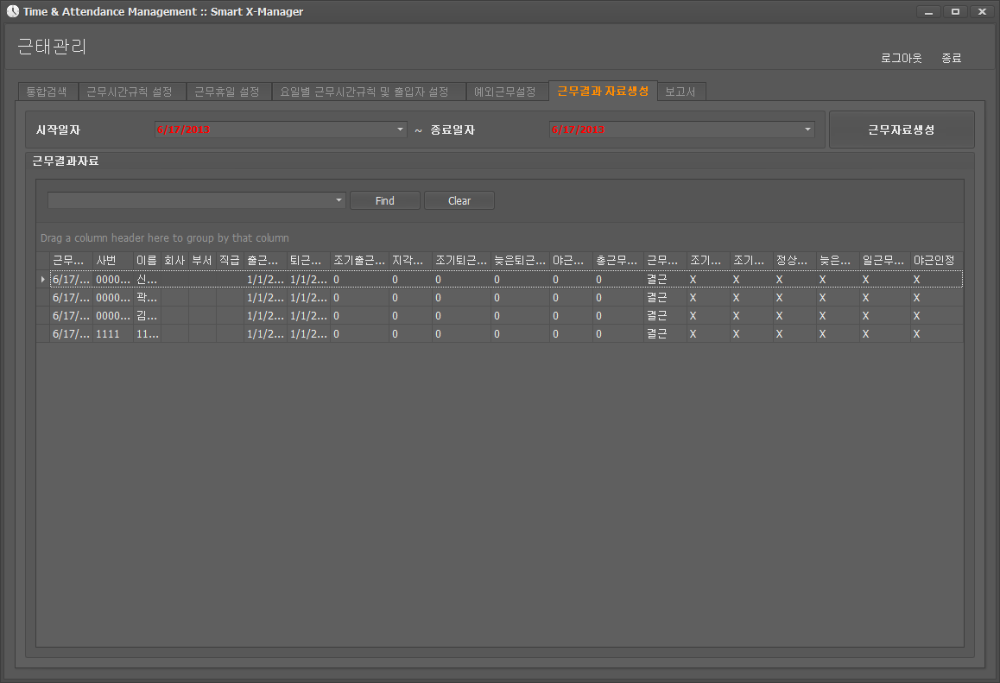 Time & Attendance Management :: Smart X-Manager
근태관리
로그아웃 종료
통합검색 근무시간규칙 설정 근무휴일 설정 요일별 근무시간규칙 및 출입자 설정 예외근무설정 근무결과 자료생성 보고서
시작일자 6/17/2013 ~ 종료일자 6/17/2013 근무자료생성
근무결과자료
Find Clear
Drag a column header here to group by that column
근무... 사번 이름 회사 부서 직급 출근... 퇴근... 조기출근... 지각... 조기퇴근... 늦은퇴근... 야근... 총근무... 근무... 조기... 조기... 정상... 늦은... 일근무... 야근인정
6/17/... 0000... 신... 1/1/2... 1/1/2... 0 0 0 0 0 0 결근 X X X X X X
6/17/... 0000... 곽... 1/1/2... 1/1/2... 0 0 0 0 0 0 결근 X X X X X X
6/17/... 0000... 김... 1/1/2... 1/1/2... 0 0 0 0 0 0 결근 X X X X X X
6/17/... 1111 11... 1/1/2... 1/1/2... 0 0 0 0 0 0 결근 X X X X X X